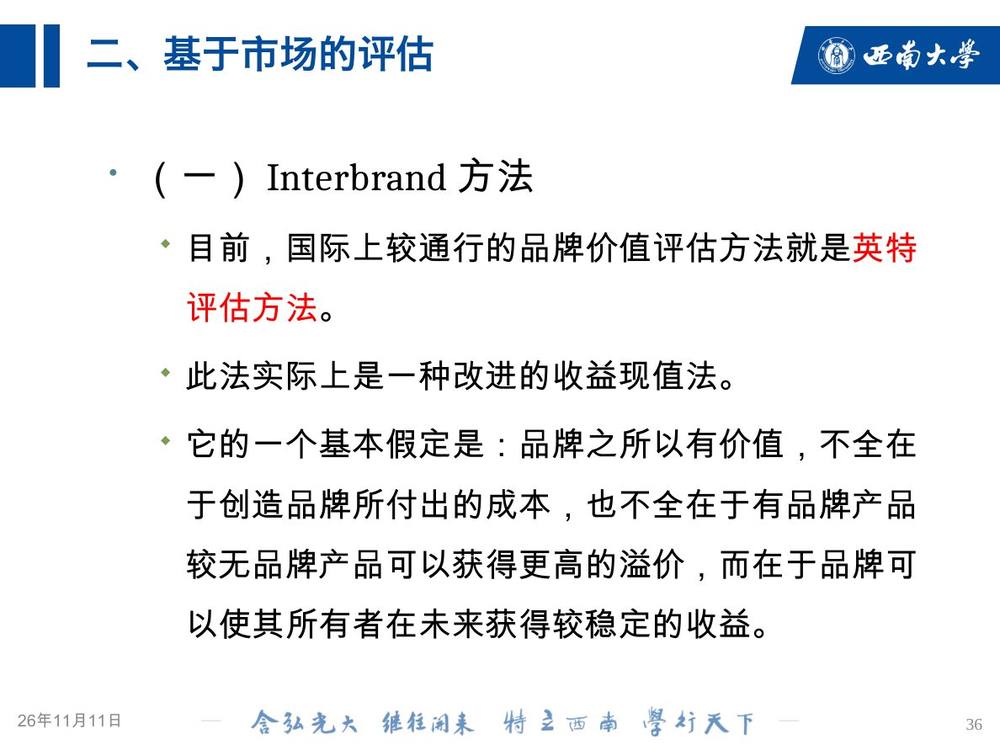 二、基于市场的评估
西南大学
（一）Interbrand 方法
目前，国际上较通行的品牌价值评估方法就是英特
评估方法。
此法实际上是一种改进的收益现值法。
它的一个基本假定是：品牌之所以有价值，不全在
于创造品牌所付出的成本，也不全在于有品牌产品
较无品牌产品可以获得更高的溢价，而在于品牌可
以使其所有者在未来获得较稳定的收益。
26年11月11日
含弘光大 继往开来 特立西南 學行天下
36